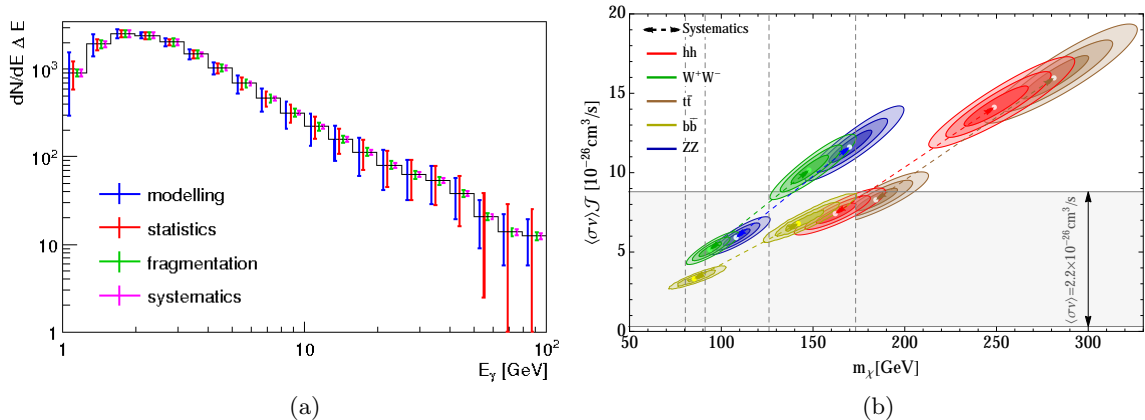 dN/dE Δ E
10³
10²
10
1
modelling
statistics
fragmentation
systematics
1
10
10²
E_γ [GeV]
(a)
⟨σv⟩𝒥 [10⁻²⁶cm³/s]
20
15
10
5
0
Systematics
hh
W⁺W⁻
tt̄
bb̄
ZZ
⟨σv⟩=2.2×10⁻²⁶cm³/s
50
100
150
200
250
300
m_χ[GeV]
(b)